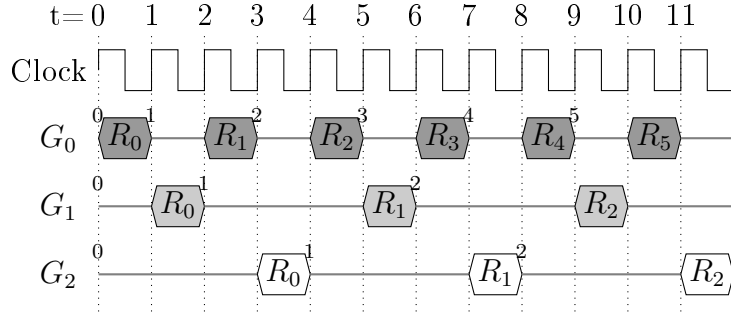 t= 0 1 2 3 4 5 6 7 8 9 10 11
Clock
0 1 2 3 4 5
G₀ R₀ R₁ R₂ R₃ R₄ R₅
0 1 2
G₁ R₀ R₁ R₂
0 1 2
G₂ R₀ R₁ R₂